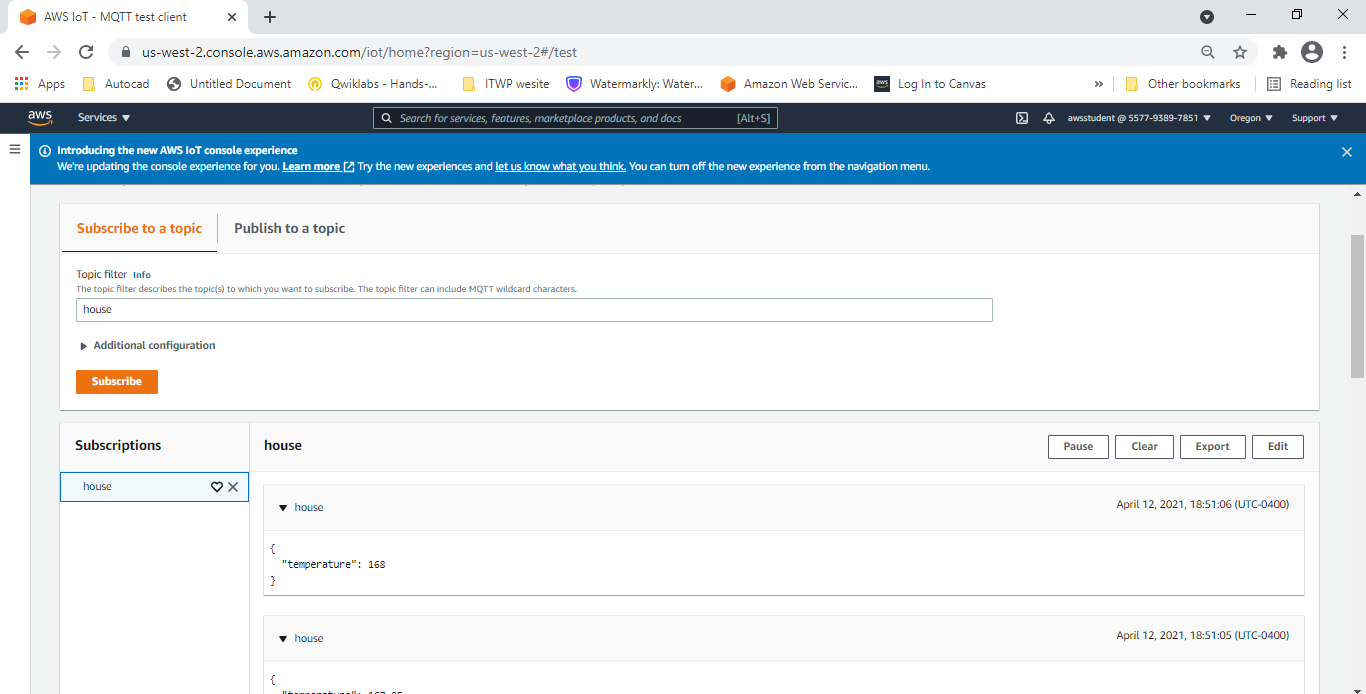 AWS IoT - MQTT test client
us-west-2.console.aws.amazon.com/iot/home?region=us-west-2#/test
Apps Autocad Untitled Document Qwiklabs - Hands-... ITWP wesite Watermarkly: Water... Amazon Web Servic... aws Log In to Canvas » Other bookmarks Reading list
aws Services Search for services, features, marketplace products, and docs [Alt+S] awsstudent @ 5577-9389-7851 Oregon Support
Introducing the new AWS IoT console experience
We're updating the console experience for you. Learn more Try the new experiences and let us know what you think. You can turn off the new experience from the navigation menu.
Subscribe to a topic Publish to a topic
Topic filter Info
The topic filter describes the topic(s) to which you want to subscribe. The topic filter can include MQTT wildcard characters.
house
Additional configuration
Subscribe
Subscriptions house Pause Clear Export Edit
house
house April 12, 2021, 18:51:06 (UTC-0400)
{
"temperature": 168
}
house April 12, 2021, 18:51:05 (UTC-0400)
{